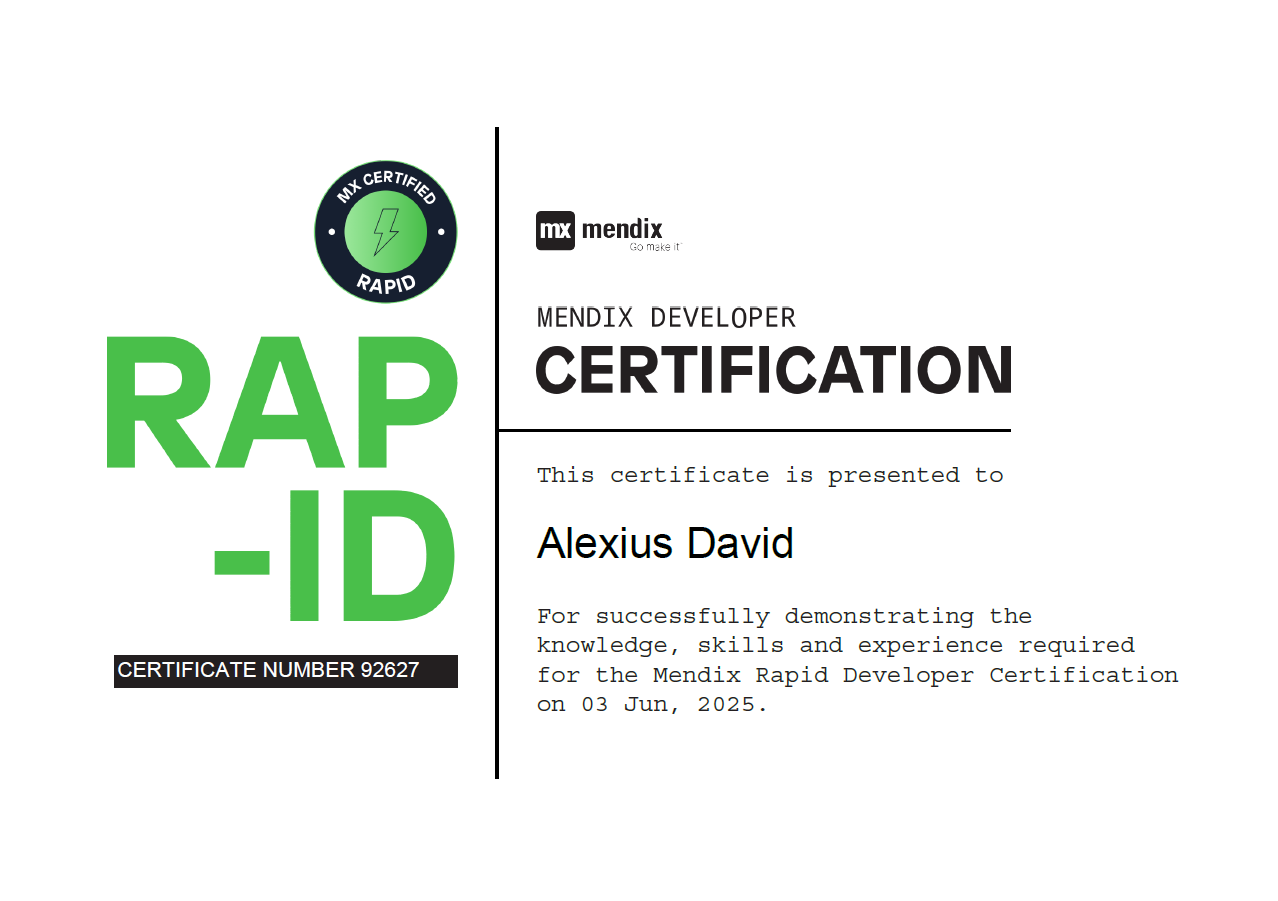 MX CERTIFIED
RAPID
RAP
-ID
CERTIFICATE NUMBER 92627
mx mendix
Go make it
MENDIX DEVELOPER
CERTIFICATION
This certificate is presented to
Alexius David
For successfully demonstrating the
knowledge, skills and experience required
for the Mendix Rapid Developer Certification
on 03 Jun, 2025.